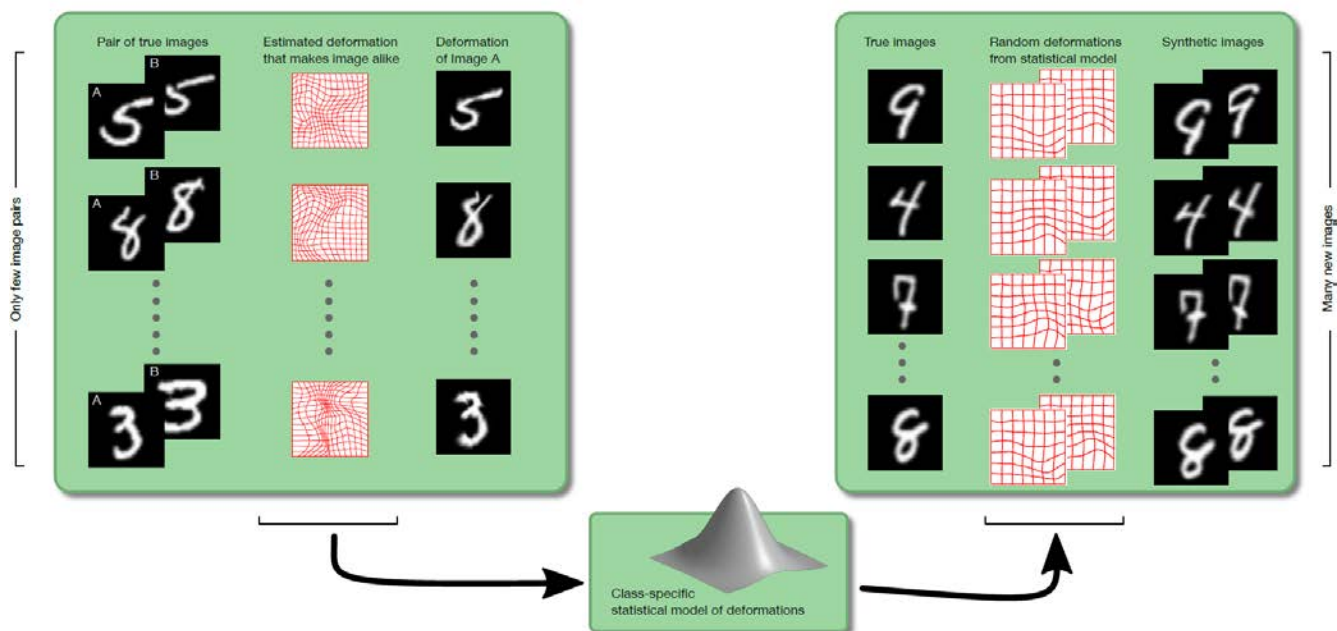 Only few image pairs
Pair of true images
Estimated deformation
that makes image alike
Deformation
of Image A
B
A
B
A
B
A
Class-specific
statistical model of deformations
True images
Random deformations
from statistical model
Synthetic images
Many new images